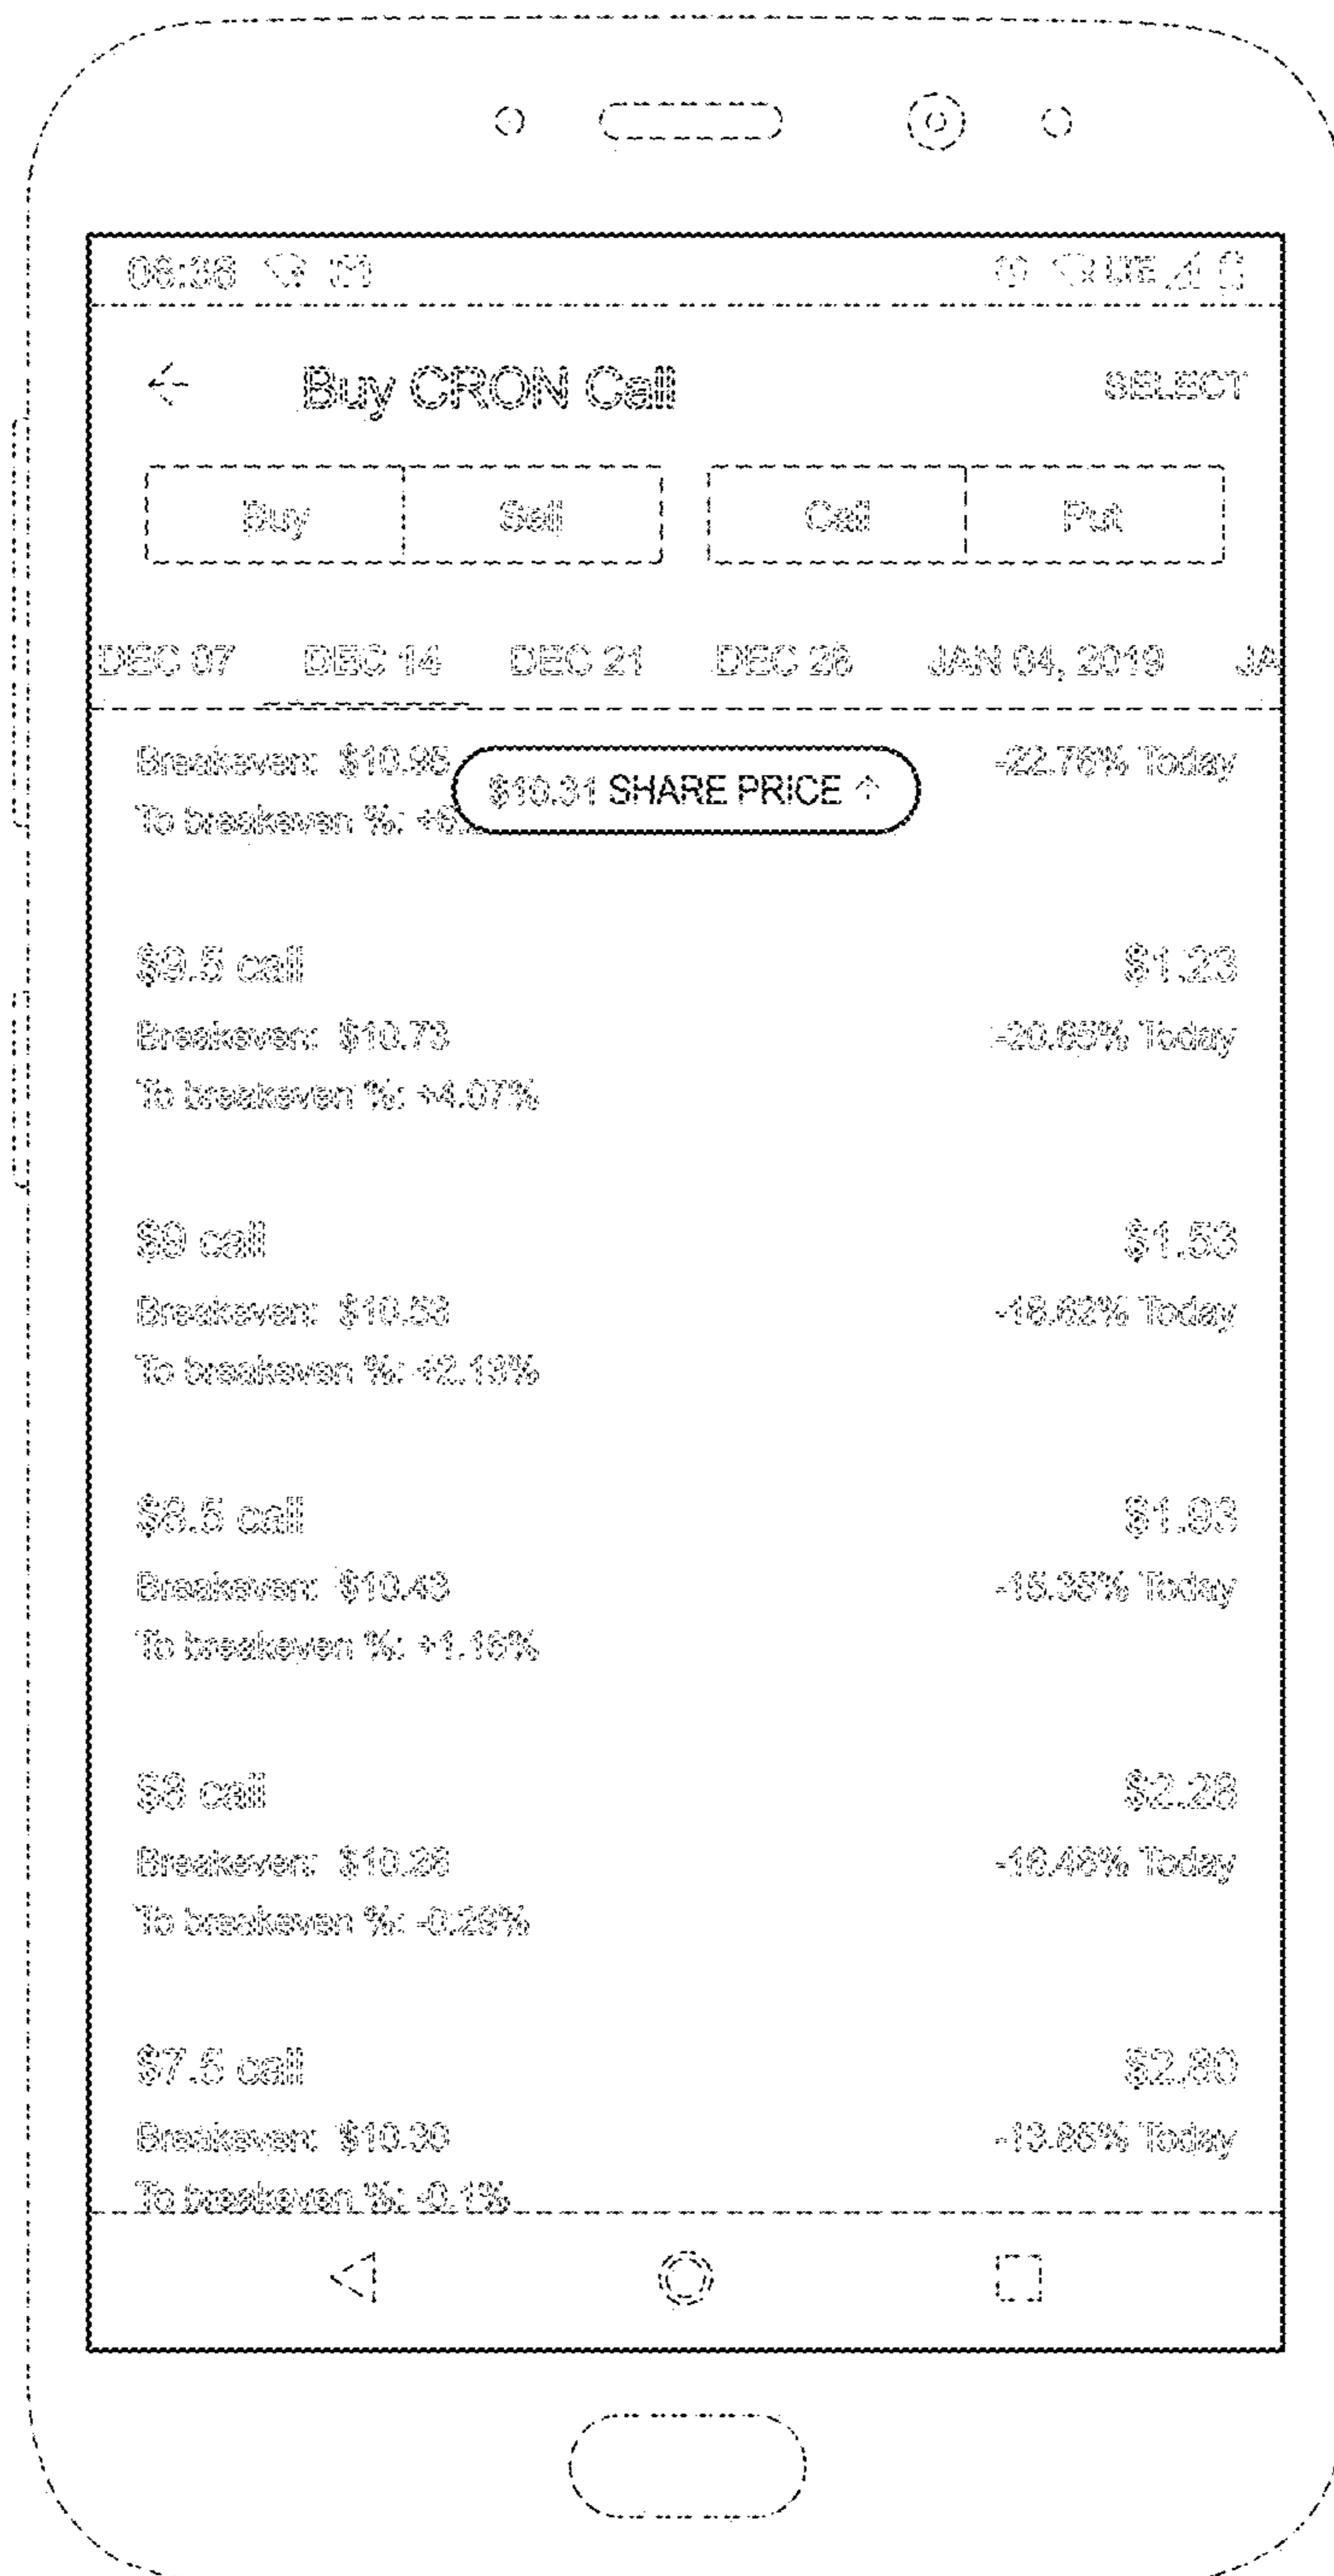 08:36 LTE
Buy CRON Call SELECT
Buy Sell Call Put
DEC 07 DEC 14 DEC 21 DEC 28 JAN 04, 2019 JA
Breakeven: $10.95 -22.76% Today
$10.31 SHARE PRICE ↑
To breakeven %:
$9.5 call $1.23
Breakeven: $10.73 -20.65% Today
To breakeven %: +4.07%
$9 call $1.53
Breakeven: $10.53 -18.62% Today
To breakeven %: +2.13%
$8.5 call $1.93
Breakeven: $10.43 -15.35% Today
To breakeven %: +1.16%
$8 call $2.28
Breakeven: $10.28 -16.48% Today
To breakeven %: -0.29%
$7.5 call $2.80
Breakeven: $10.30 -13.85% Today
To breakeven %: -0.1%